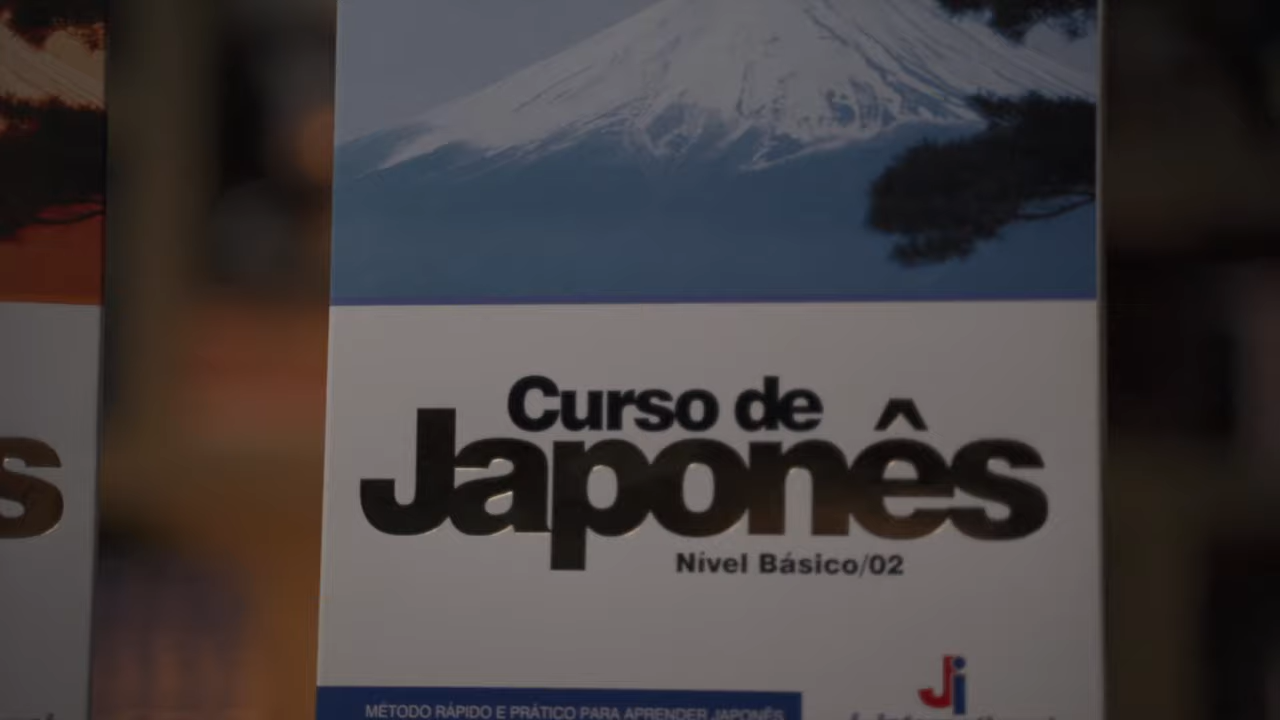 Curso de
Japonês
Nível Básico/02
Ji
MÉTODO RÁPIDO E PRÁTICO PARA APRENDER JAPONÊS
s